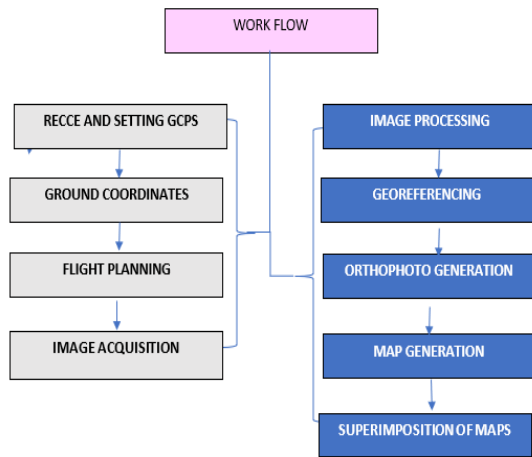 WORK FLOW
RECCE AND SETTING GCPS
GROUND COORDINATES
FLIGHT PLANNING
IMAGE ACQUISITION
IMAGE PROCESSING
GEOREFERENCING
ORTHOPHOTO GENERATION
MAP GENERATION
SUPERIMPOSITION OF MAPS